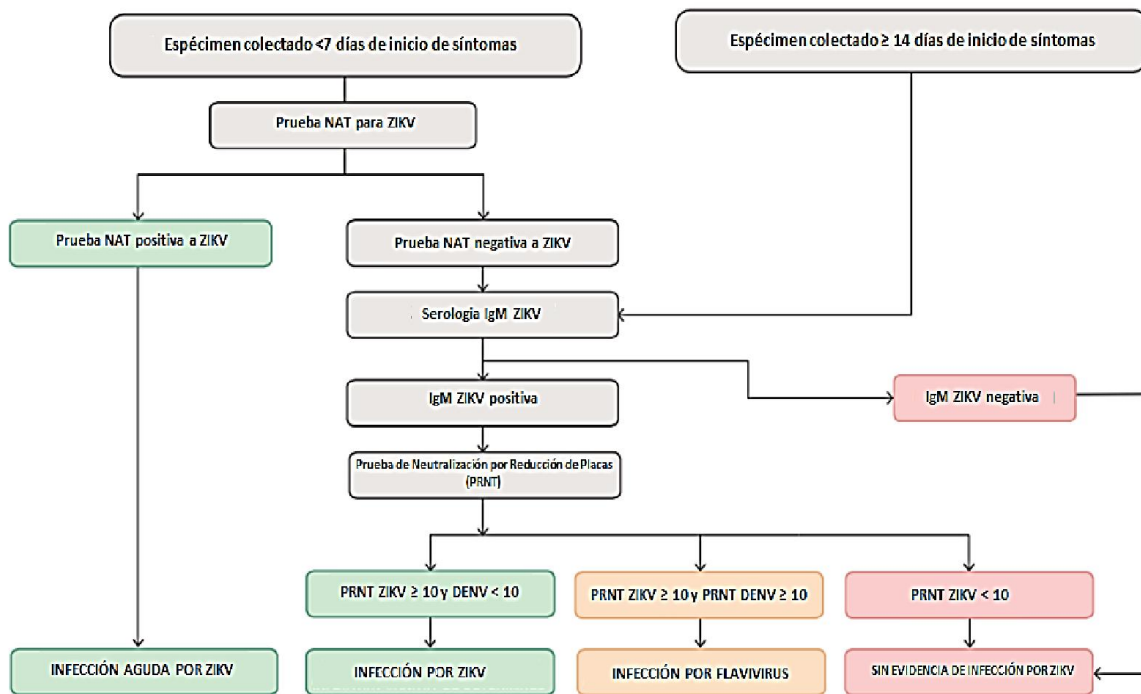 Espécimen colectado <7 días de inicio de síntomas
Espécimen colectado ≥ 14 días de inicio de síntomas
Prueba NAT para ZIKV
Prueba NAT positiva a ZIKV
Prueba NAT negativa a ZIKV
Serologia IgM ZIKV
IgM ZIKV positiva
IgM ZIKV negativa
Prueba de Neutralización por Reducción de Placas
(PRNT)
PRNT ZIKV ≥ 10 y DENV < 10
PRNT ZIKV ≥ 10 y PRNT DENV ≥ 10
PRNT ZIKV < 10
INFECCIÓN AGUDA POR ZIKV
INFECCIÓN POR ZIKV
INFECCIÓN POR FLAVIVIRUS
SIN EVIDENCIA DE INFECCIÓN POR ZIKV